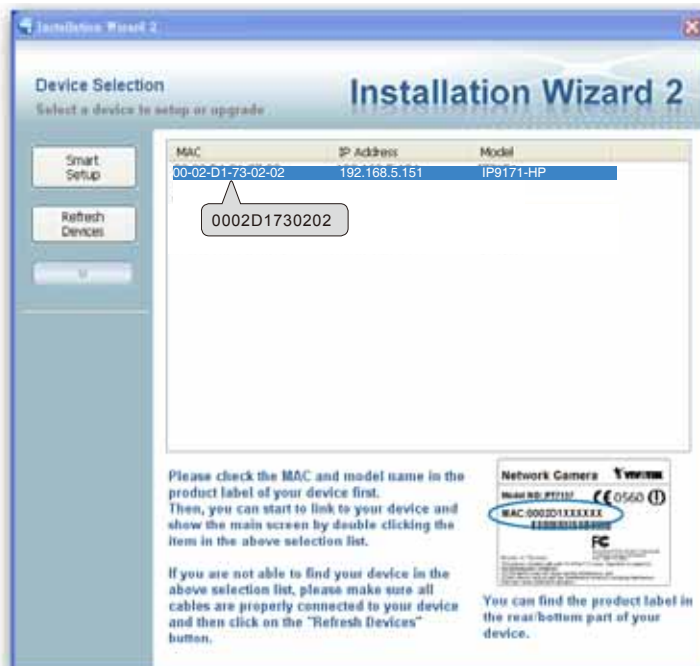 Installation Wizard 2
Device Selection
Select a device to setup or upgrade
Installation Wizard 2
Smart
Setup
Refresh
Devices
MAC IP Address Model
00-02-D1-73-02-02 192.168.5.151 IP9171-HP
0002D1730202
Please check the MAC and model name in the
product label of your device first.
Then, you can start to link to your device and
show the main screen by double clicking the
item in the above selection list.
If you are not able to find your device in the
above selection list, please make sure all
cables are properly connected to your device
and then click on the "Refresh Devices"
button.
Network Camera VIVOTEK
Model NO:
0560
MAC:0002D1XXXXXX
FC
You can find the product label in
the rear/bottom part of your
device.